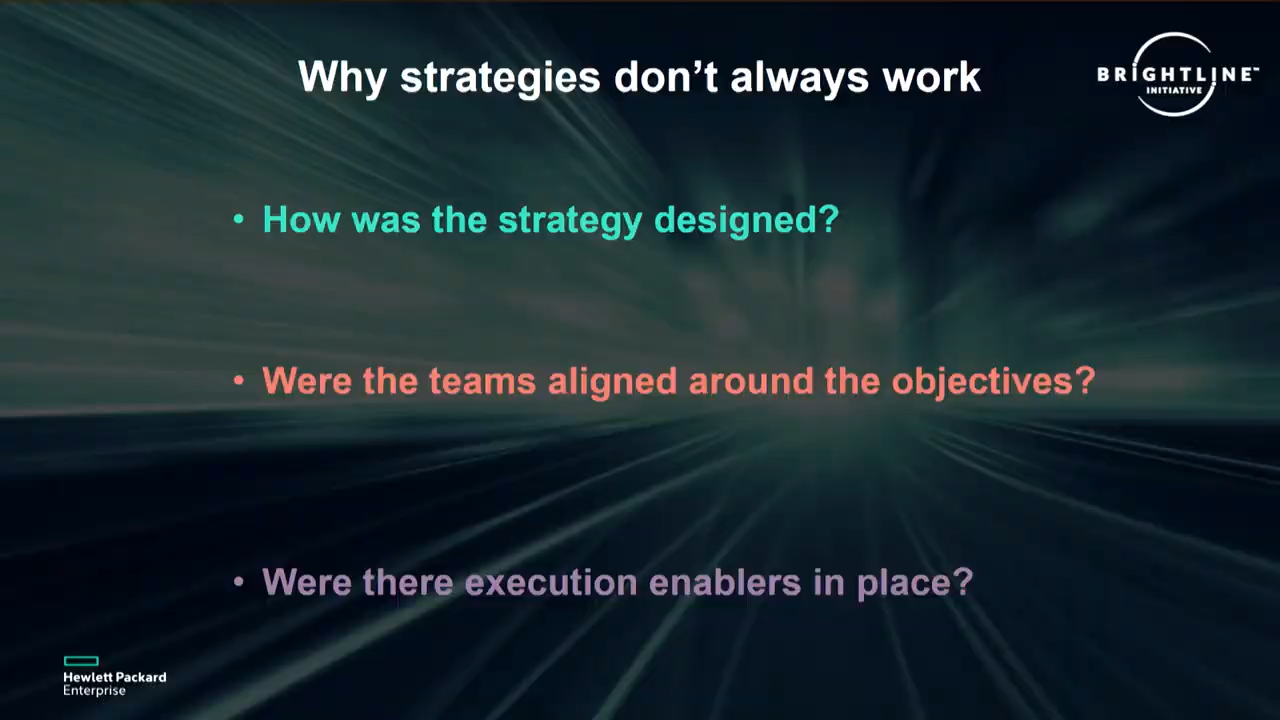 Why strategies don’t always work
BRIGHTLINE™
INITIATIVE
• How was the strategy designed?
• Were the teams aligned around the objectives?
• Were there execution enablers in place?
Hewlett Packard
Enterprise